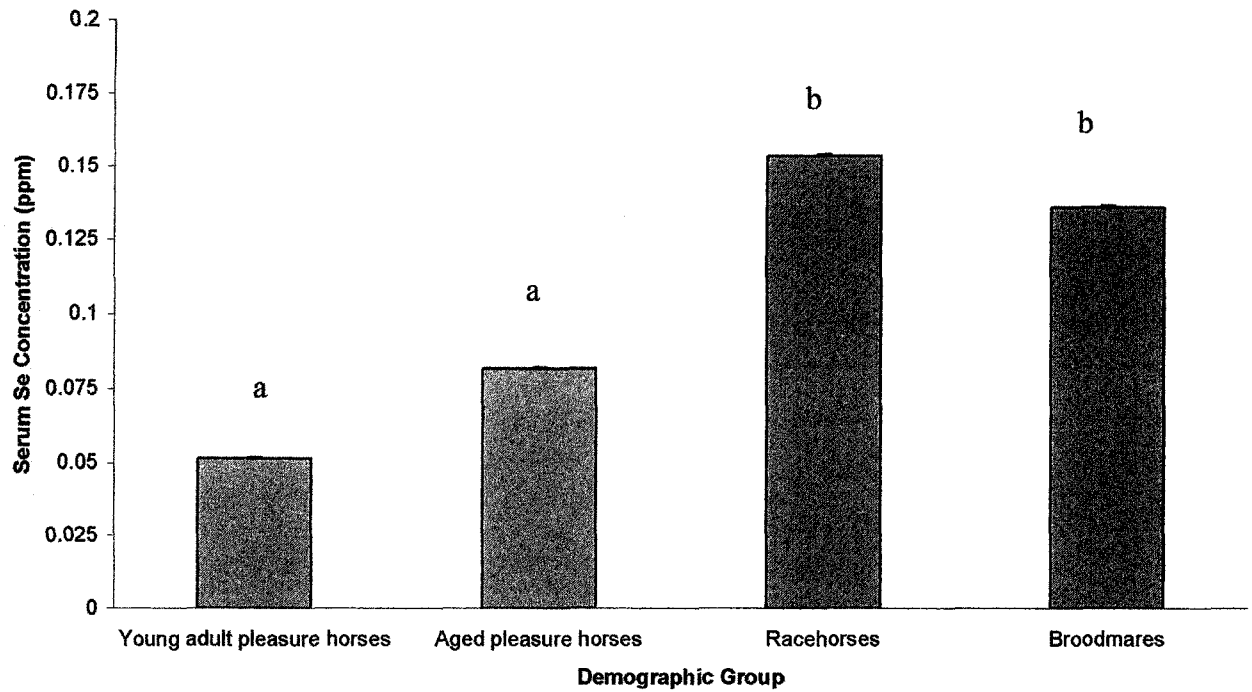 0.2
0.175
b
b
0.15
0.125
a
0.1
a
0.075
0.05
0.025
0
Serum Se Concentration (ppm)
Young adult pleasure horses
Aged pleasure horses
Racehorses
Broodmares
Demographic Group